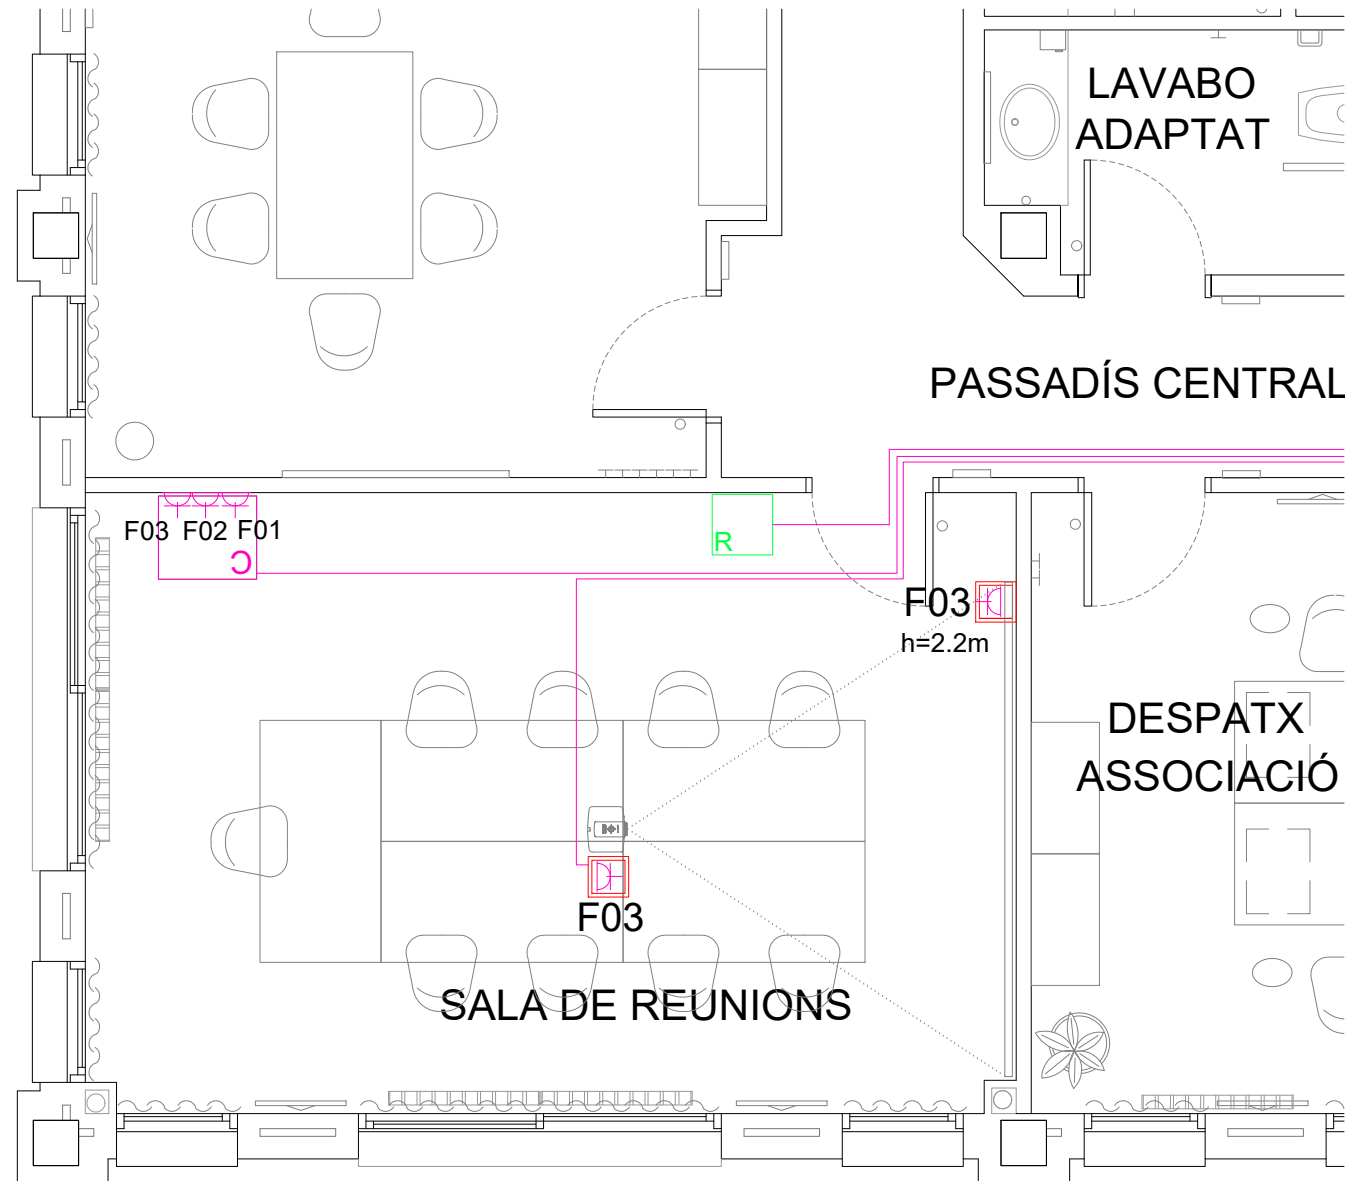 LAVABO
ADAPTAT
PASSADÍS CENTRAL
F03 F02 F01
C
R
F03
h=2.2m
DESPATX
ASSOCIACIÓ
F03
SALA DE REUNIONS